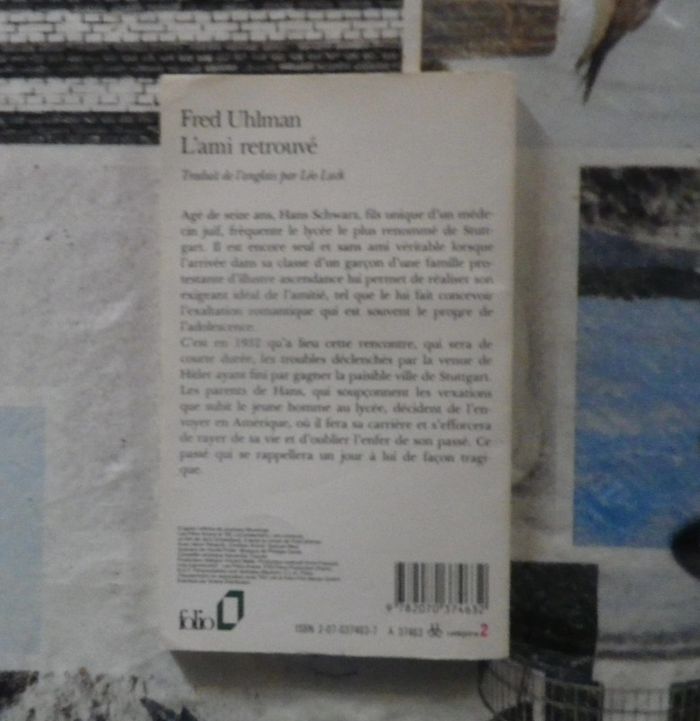 Fred Uhlman
L'ami retrouvé
Traduit de l'anglais par Léo Lack
Agé de seize ans, Hans Schwarz, fils unique d'un méde-
cin juif, fréquente le lycée le plus renommé de Stutt-
gart. Il est encore seul et sans ami véritable lorsque
l'arrivée dans sa classe d'un garçon d'une famille pro-
testante d'illustre ascendance lui permet de réaliser son
exigeant idéal de l'amitié, tel que le lui fait concevoir
l'exaltation romantique qui est souvent le propre de
l'adolescence.
C'est en 1932 qu'a lieu cette rencontre, qui sera de
courte durée, les troubles déclenchés par la venue de
Hitler ayant fini par gagner la paisible ville de Stuttgart.
Les parents de Hans, qui soupçonnent les vexations
que subit le jeune homme au lycée, décident de l'en-
voyer en Amérique, où il fera sa carrière et s'efforcera
de rayer de sa vie et d'oublier l'enfer de son passé. Ce
passé qui se rappellera un jour à lui de façon tragi-
que.
9 782070 374632
folio
ISBN 2-07-037463-7 A 37463 catégorie 2